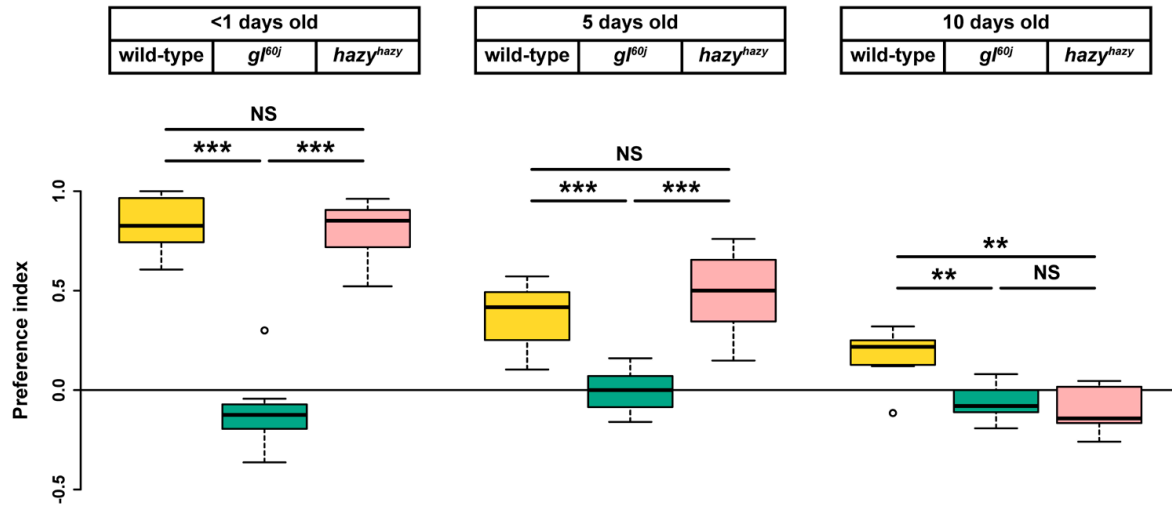 <1 days old
wild-type gl60j hazyhazy
5 days old
wild-type gl60j hazyhazy
10 days old
wild-type gl60j hazyhazy
NS
*** ***
NS
*** ***
**
** NS
Preference index
1.0
0.5
0.0
-0.5